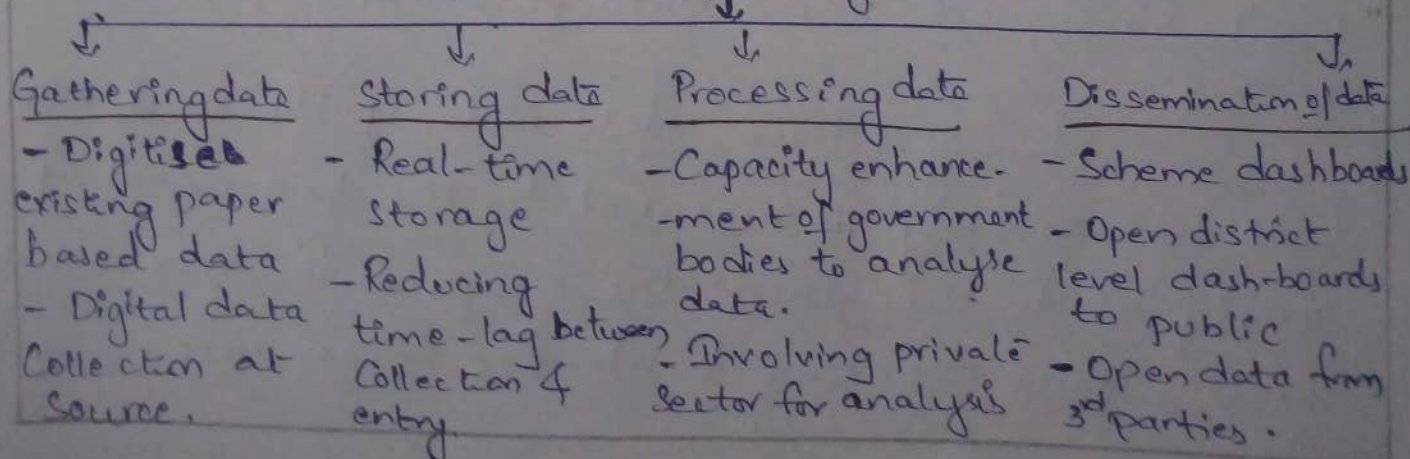 Gathering data
- Digitises
existing paper
based data
- Digital data
Collection at
source.
Storing data
- Real-time
storage
- Reducing
time-lag between
Collection &
entry.
Processing data
- Capacity enhance-
-ment of government
bodies to analyse
data.
- Involving private
sector for analysis
Dissemination of data
- Scheme dashboads
- Open district
level dash-boards
to public
- Open data from
3rd parties.